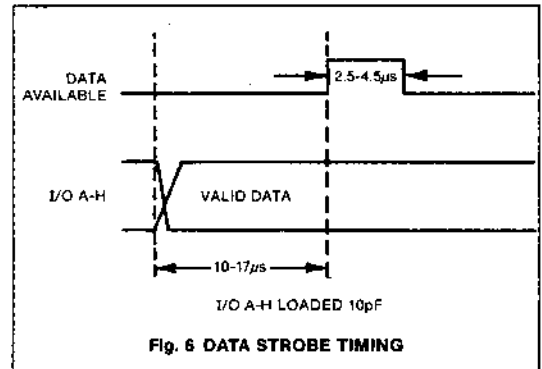 DATA
AVAILABLE
2.5-4.5μs
I/O A-H
VALID DATA
10-17μs
I/O A-H LOADED 10pF
Fig. 6 DATA STROBE TIMING